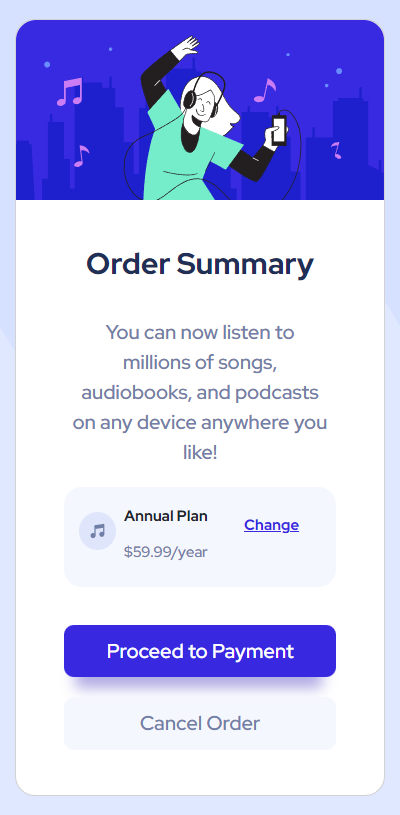 Order Summary
You can now listen to
millions of songs,
audiobooks, and podcasts
on any device anywhere you
like!
Annual Plan
Change
$59.99/year
Proceed to Payment
Cancel Order